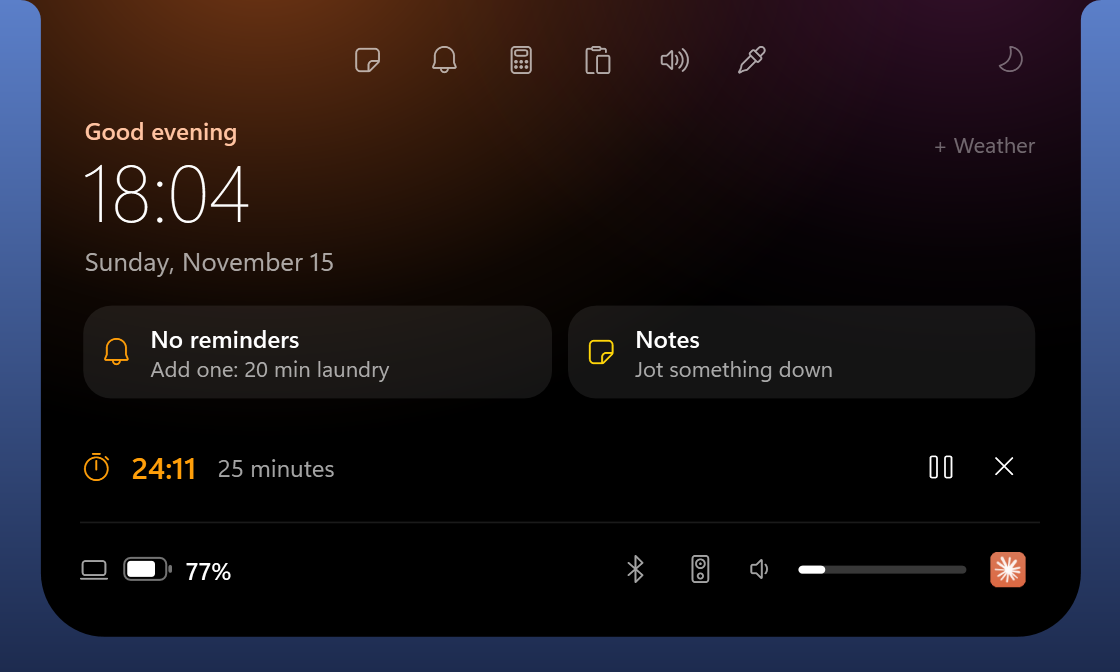 Good evening
+ Weather
18:04
Sunday, November 15
No reminders
Add one: 20 min laundry
Notes
Jot something down
24:11 25 minutes
77%